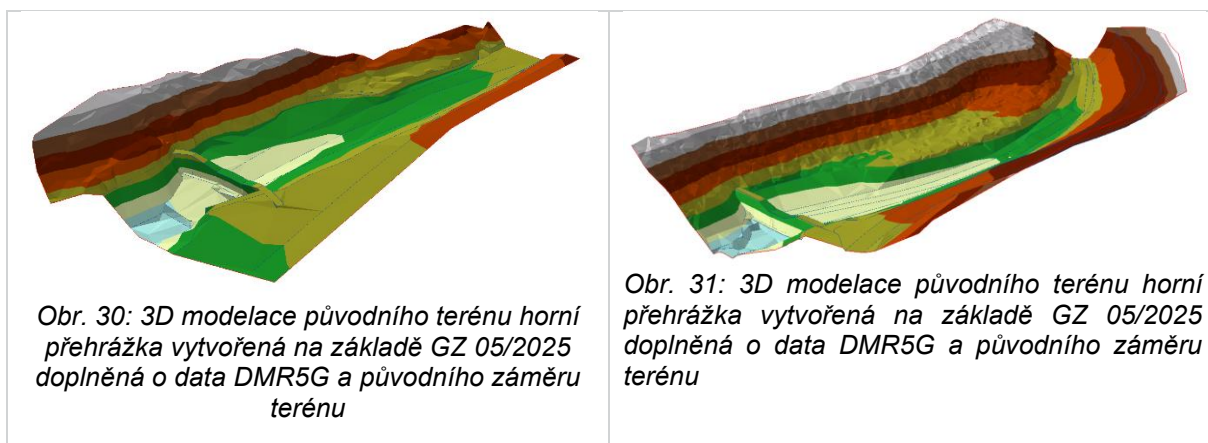 Obr. 30: 3D modelace původního terénu horní
přehrážka vytvořená na základě GZ 05/2025
doplněná o data DMR5G a původního záměru
terénu
Obr. 31: 3D modelace původního terénu horní
přehrážka vytvořená na základě GZ 05/2025
doplněná o data DMR5G a původního záměru
terénu